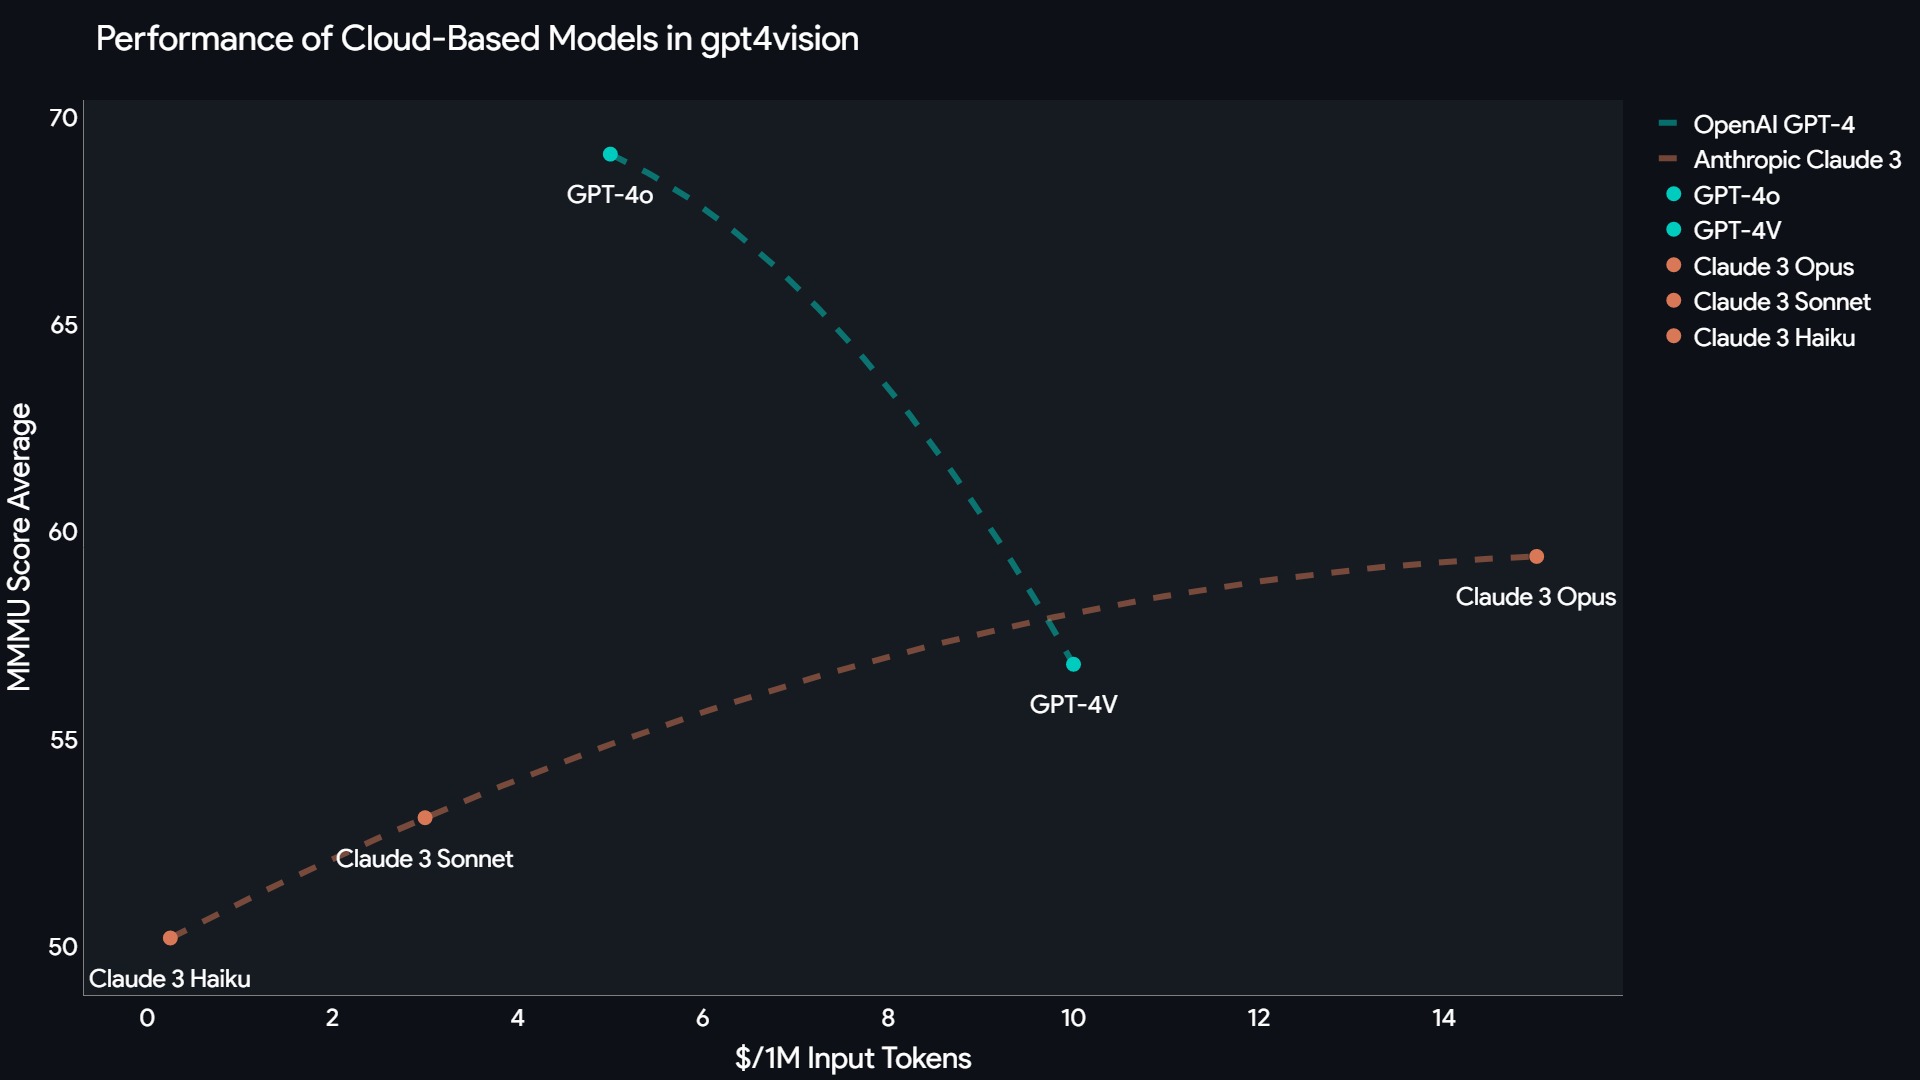 Performance of Cloud-Based Models in gpt4vision
70
65
60
55
50
MMMU Score Average
GPT-4o
GPT-4V
Claude 3 Opus
Claude 3 Sonnet
Claude 3 Haiku
0 2 4 6 8 10 12 14
$/1M Input Tokens
OpenAI GPT-4
Anthropic Claude 3
GPT-4o
GPT-4V
Claude 3 Opus
Claude 3 Sonnet
Claude 3 Haiku